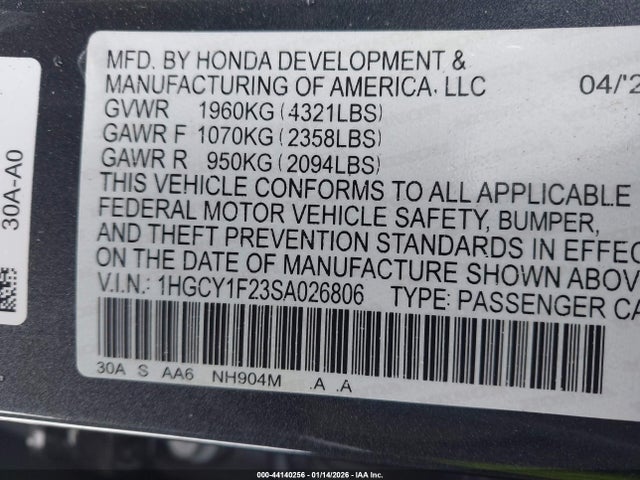 30A-A0
MFD. BY HONDA DEVELOPMENT &
MANUFACTURING OF AMERICA, LLC 04/'2
GVWR 1960KG (4321LBS)
GAWR F 1070KG (2358LBS)
GAWR R 950KG (2094LBS)
THIS VEHICLE CONFORMS TO ALL APPLICABLE
FEDERAL MOTOR VEHICLE SAFETY, BUMPER,
AND THEFT PREVENTION STANDARDS IN EFFEC
ON THE DATE OF MANUFACTURE SHOWN ABOV
V.I.N.: 1HGCY1F23SA026806 TYPE: PASSENGER CA
30A S AA6 NH904M .A .A
000-44140256 - 01/14/2026 - IAA Inc.